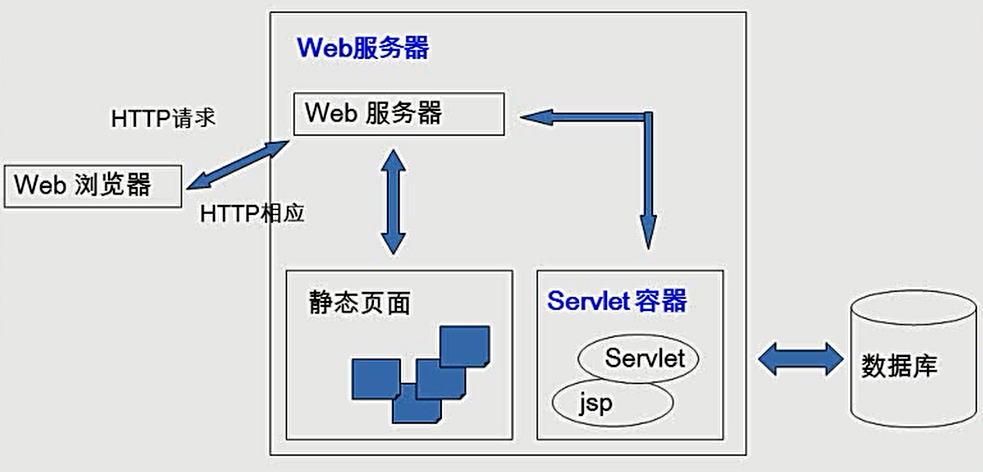 Web服务器
Web 服务器
HTTP请求
Web 浏览器
HTTP相应
静态页面
Servlet 容器
Servlet
jsp
数据库